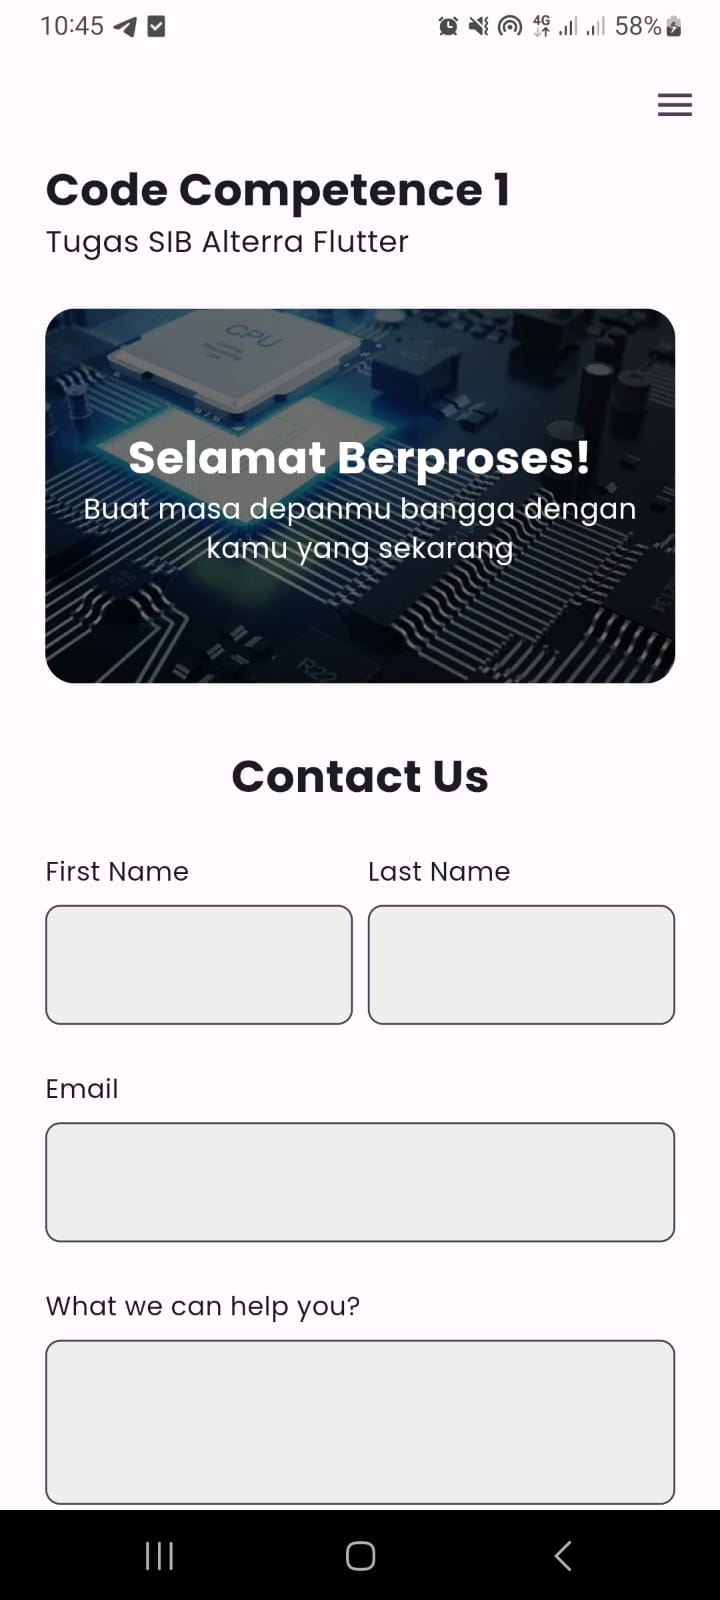 10:45
4G
58%
Code Competence 1
Tugas SIB Alterra Flutter
CPU
Selamat Berproses!
Buat masa depanmu bangga dengan
kamu yang sekarang
R22
Contact Us
First Name
Last Name
Email
What we can help you?